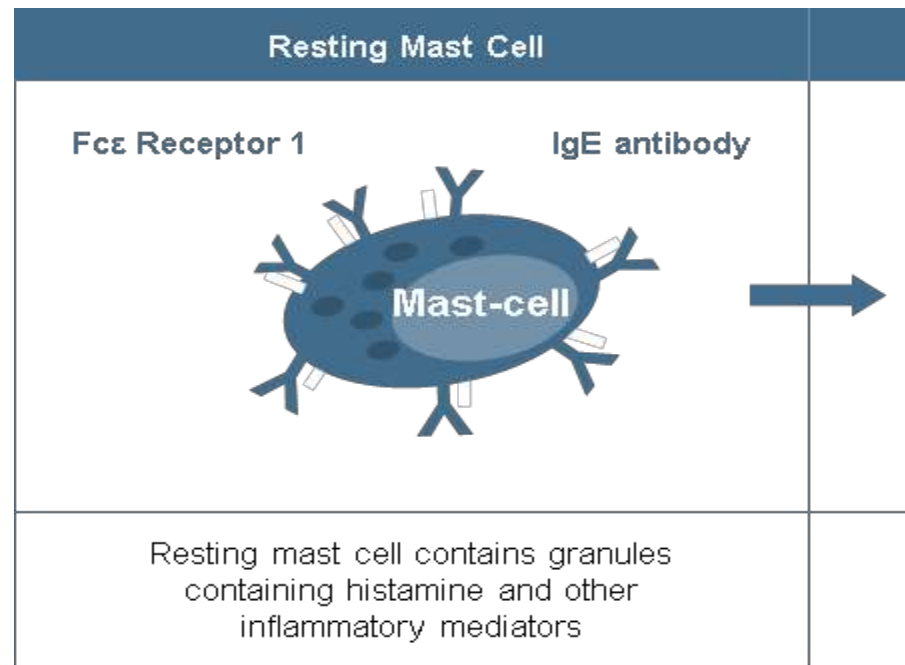 Resting Mast Cell
Fcε Receptor 1
IgE antibody
Mast-cell
Resting mast cell contains granules
containing histamine and other
inflammatory mediators